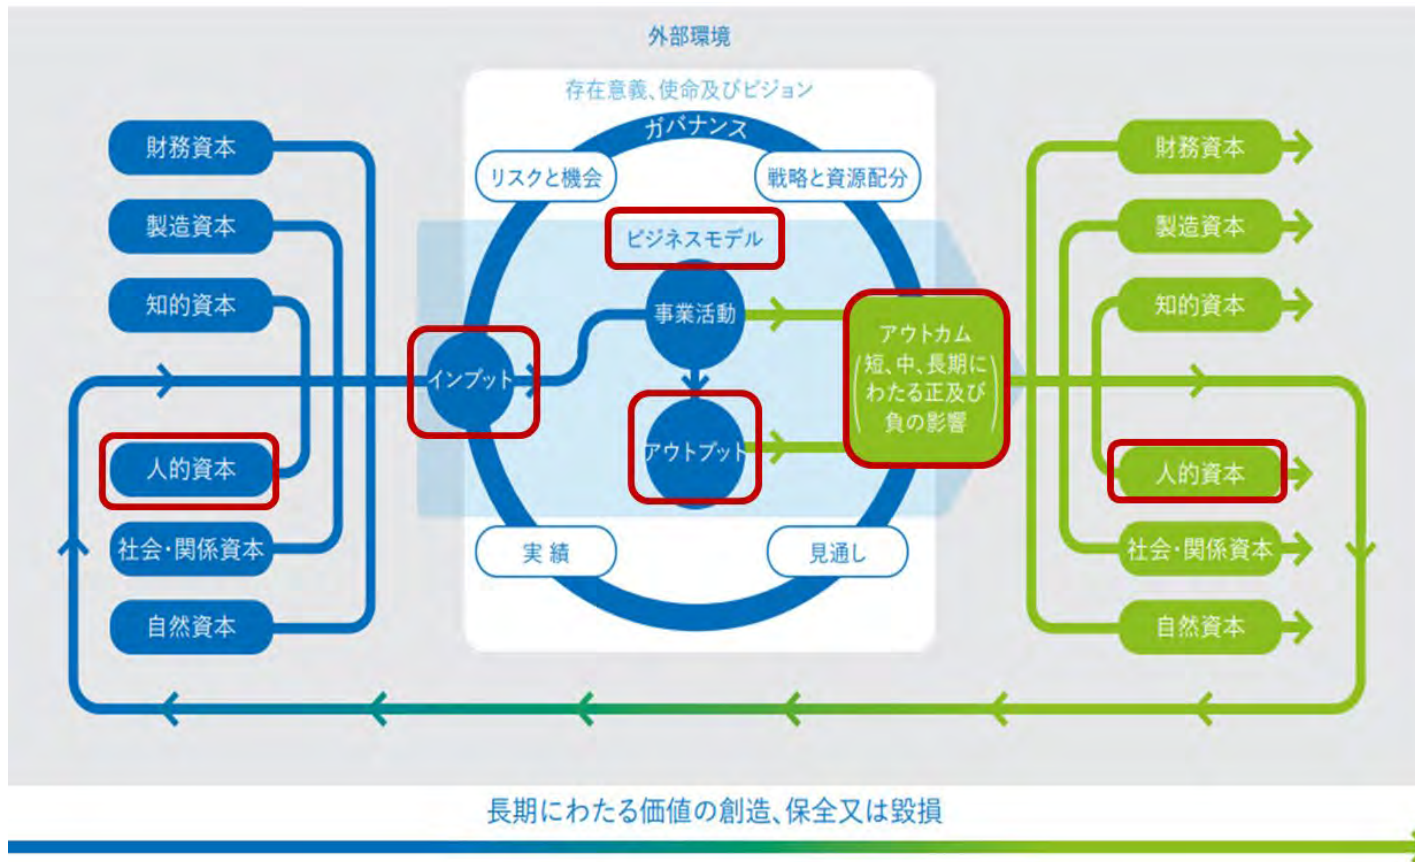 外部環境
存在意義、使命及びビジョン
ガバナンス
リスクと機会
戦略と資源配分
財務資本
製造資本
知的資本
人的資本
社会・関係資本
自然資本
インプット
ビジネスモデル
事業活動
アウトプット
アウトカム
(短、中、長期に
わたる正及び
負の影響)
実績
見通し
財務資本
製造資本
知的資本
人的資本
社会・関係資本
自然資本
長期にわたる価値の創造、保全又は毀損